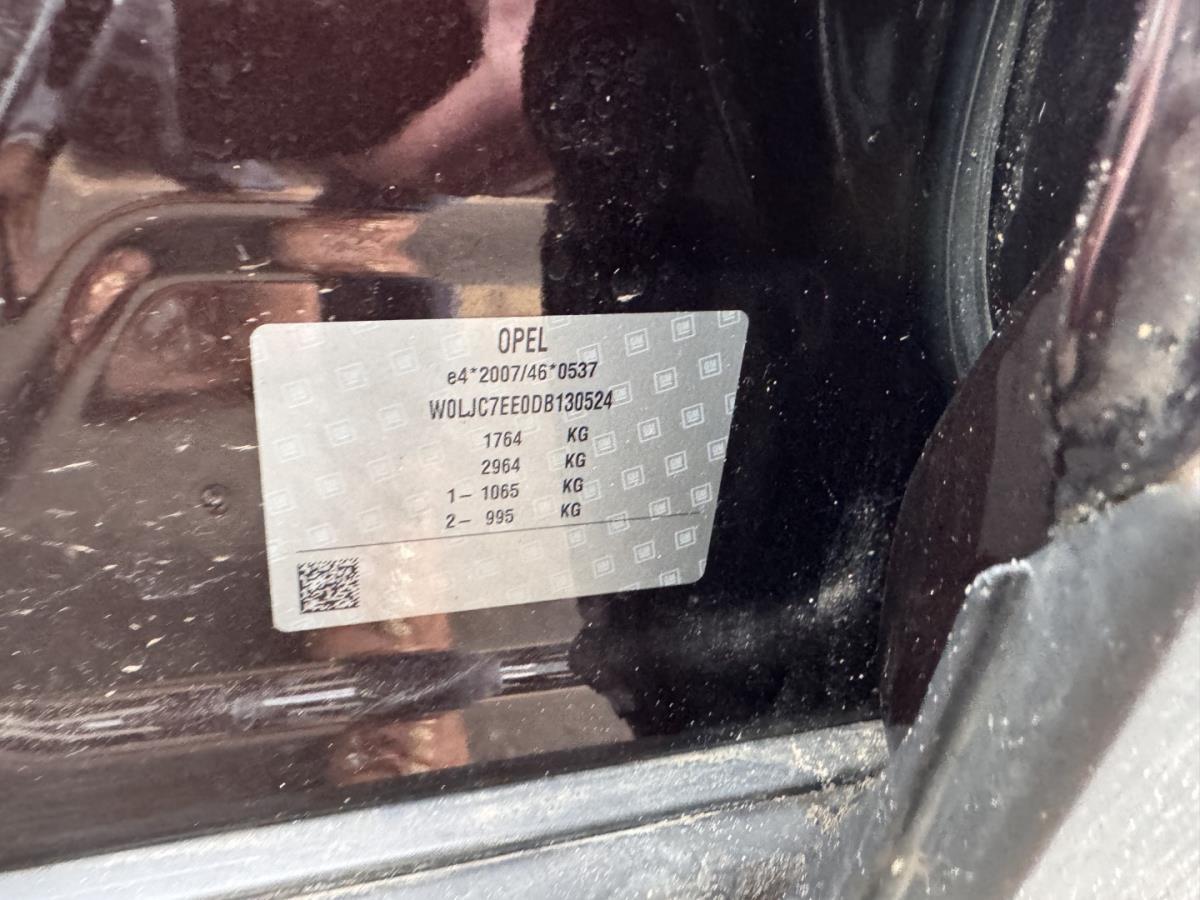 OPEL
e4*2007/46*0537
W0LJC7EE0DB130524
1764 KG
2964 KG
1– 1065 KG
2– 995 KG